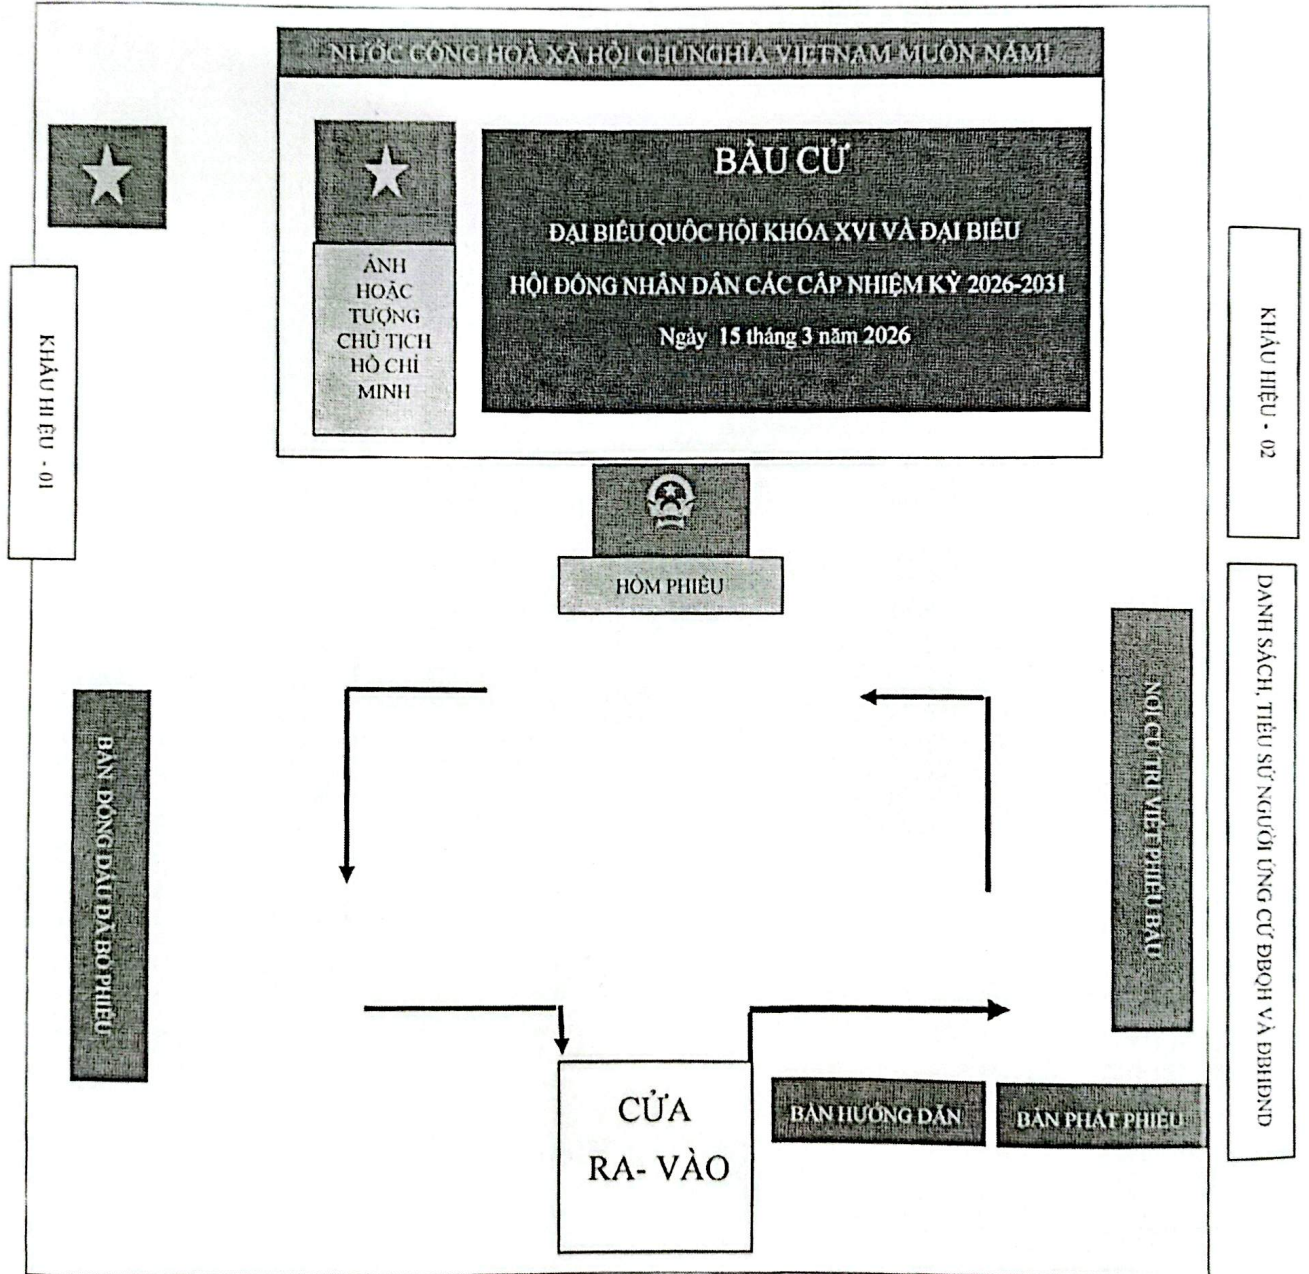 NƯỚC CỘNG HOÀ XÃ HỘI CHỦ NGHĨA VIỆT NAM MUÔN NĂM!
BẦU CỬ
ĐẠI BIỂU QUỐC HỘI KHÓA XVI VÀ ĐẠI BIỂU
HỘI ĐỒNG NHÂN DÂN CÁC CẤP NHIỆM KỲ 2026-2031
Ngày 15 tháng 3 năm 2026
ẢNH
HOẶC
TƯỢNG
CHỦ TỊCH
HỒ CHÍ
MINH
KHẨU HIỆU -01
KHẨU HIỆU - 02
HÒM PHIẾU
DANH SÁCH, TIỂU SỬ NGƯỜI ỨNG CỬ ĐBQH VÀ ĐBHĐND
NƠI CỬ TRI VIẾT PHIẾU BẦU
BÀN ĐÓNG DẤU ĐÃ BỎ PHIẾU
CỬA
RA- VÀO
BÀN HƯỚNG DẪN
BÀN PHÁT PHIẾU